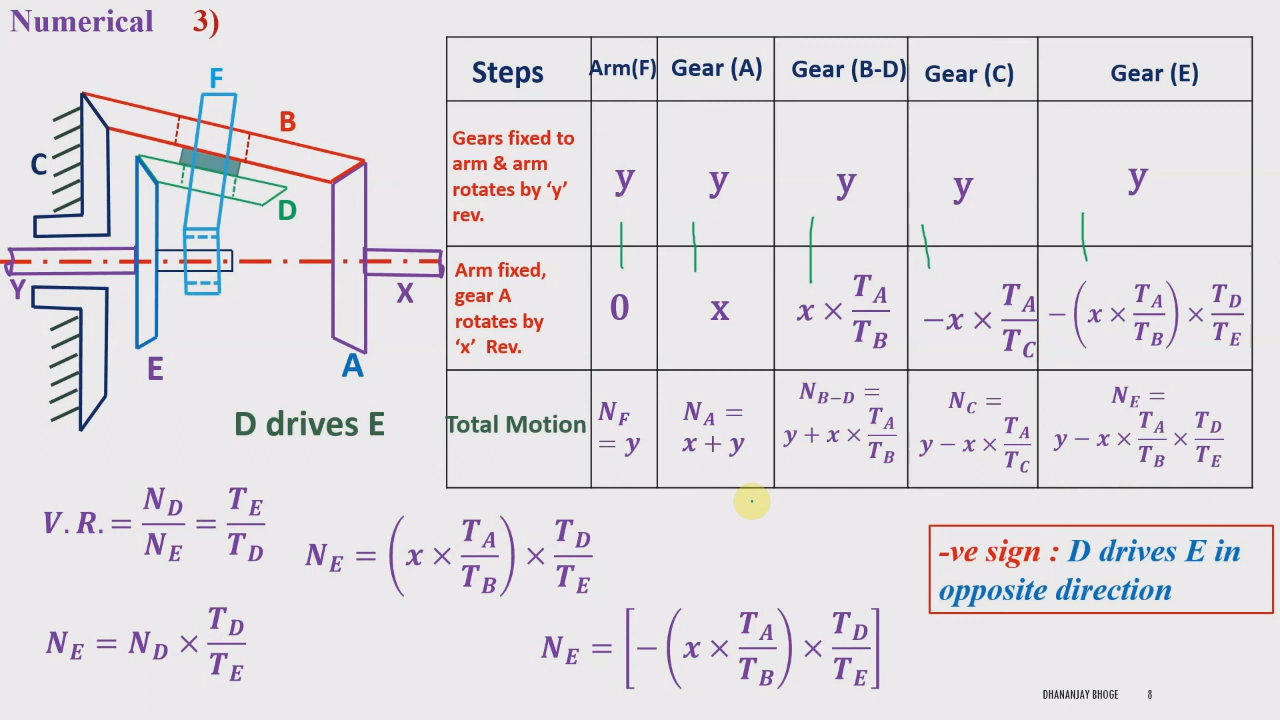 Numerical 3)
F
B
C
D
Y
X
E
A
D drives E
Steps
Arm(F)
Gear (A)
Gear (B-D)
Gear (C)
Gear (E)
Gears fixed to
arm & arm
rotates by ‘y’
rev.
y
y
y
y
y
Arm fixed,
gear A
rotates by
‘x’ Rev.
0
x
x × T_A/T_B
−x × T_A/T_C
−(x × T_A/T_B) × T_D/T_E
Total Motion
N_F
= y
N_A =
x + y
N_{B−D} =
y + x × T_A/T_B
N_C =
y − x × T_A/T_C
N_E =
y − x × T_A/T_B × T_D/T_E
V.R. = N_D/N_E = T_E/T_D
N_E = (x × T_A/T_B) × T_D/T_E
N_E = N_D × T_D/T_E
N_E = [−(x × T_A/T_B) × T_D/T_E]
-ve sign : D drives E in
opposite direction
DHANANJAY BHOGE 8